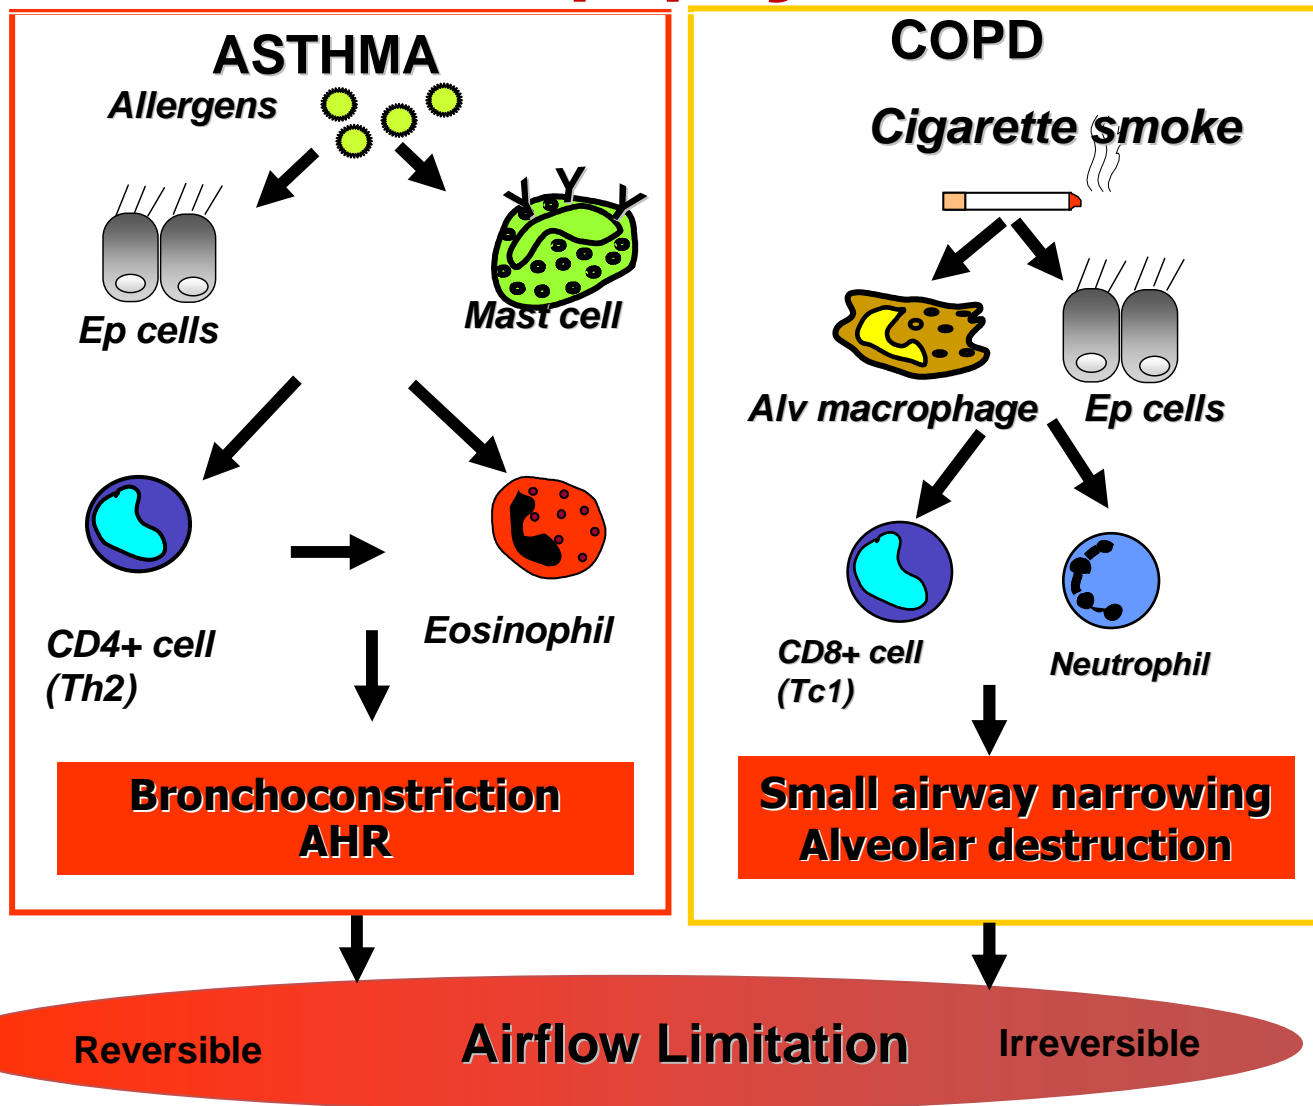 ASTHMA
Allergens
Ep cells
Mast cell
CD4+ cell
(Th2)
Eosinophil
Bronchoconstriction
AHR
COPD
Cigarette smoke
Alv macrophage
Ep cells
CD8+ cell
(Tc1)
Neutrophil
Small airway narrowing
Alveolar destruction
Reversible
Airflow Limitation
Irreversible